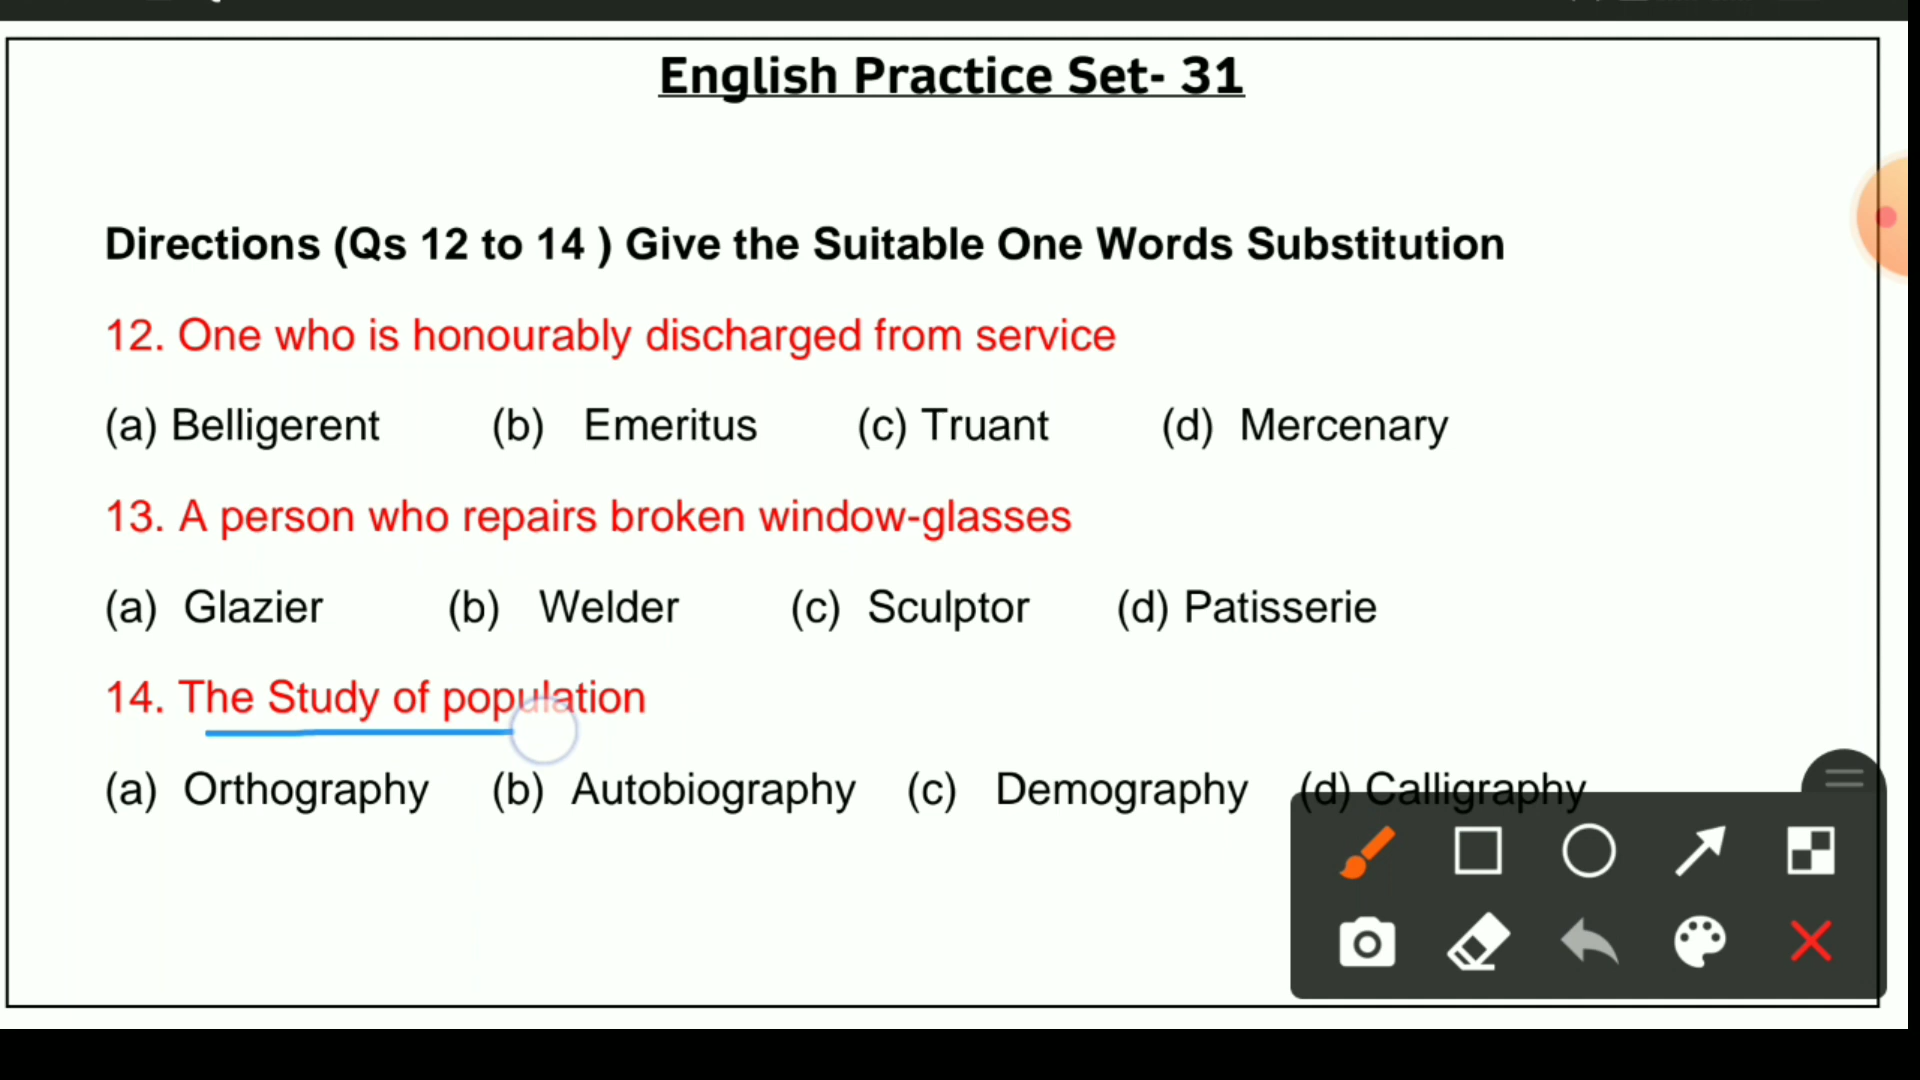 English Practice Set- 31
Directions (Qs 12 to 14 ) Give the Suitable One Words Substitution
12. One who is honourably discharged from service
(a) Belligerent (b) Emeritus (c) Truant (d) Mercenary
13. A person who repairs broken window-glasses
(a) Glazier (b) Welder (c) Sculptor (d) Patisserie
14. The Study of population
(a) Orthography (b) Autobiography (c) Demography (d) Calligraphy